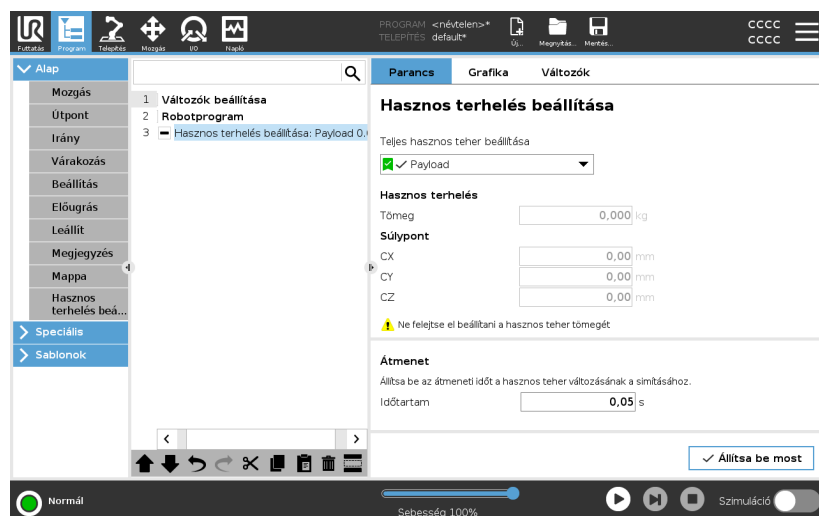 UR
Futtatás
Program
Telepítés
Mozgás
I/O
Napló
PROGRAM <névtelen>*
TELEPÍTÉS default*
Új...
Megnyitás...
Mentés...
CCCC
CCCC
Alap
Mozgás
Útpont
Irány
Várakozás
Beállítás
Előugrás
Leállít
Megjegyzés
Mappa
Hasznos
terhelés beá...
Speciális
Sablonok
1 Változók beállítása
2 Robotprogram
3 Hasznos terhelés beállítása: Payload 0.0
Parancs
Grafika
Változók
Hasznos terhelés beállítása
Teljes hasznos teher beállítása
Payload
Hasznos terhelés
Tömeg 0,000 kg
Súlypont
CX 0,00 mm
CY 0,00 mm
CZ 0,00 mm
Ne felejtse el beállítani a hasznos teher tömegét
Átmenet
Állítsa be az átmeneti időt a hasznos teher változásának a simításához.
Időtartam 0,05 s
Állítsa be most
Normál
Sebesség 100%
Szimuláció